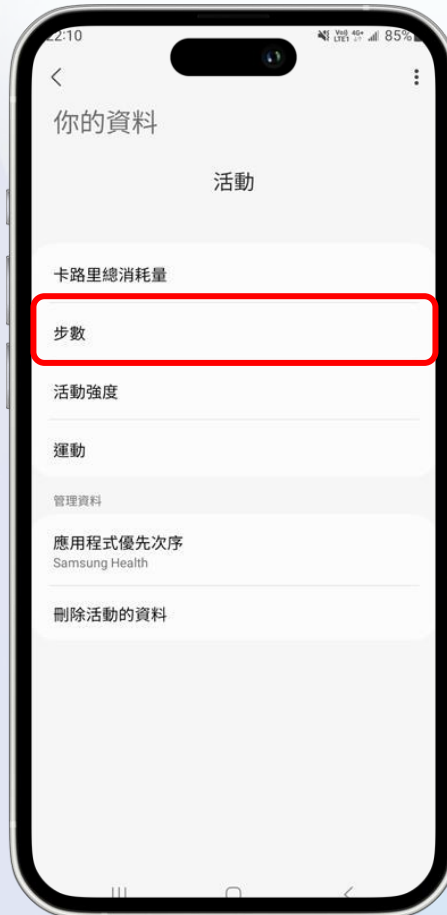 22:10 85%
你的資料
活動
卡路里總消耗量
步數
活動強度
運動
管理資料
應用程式優先次序
Samsung Health
刪除活動的資料